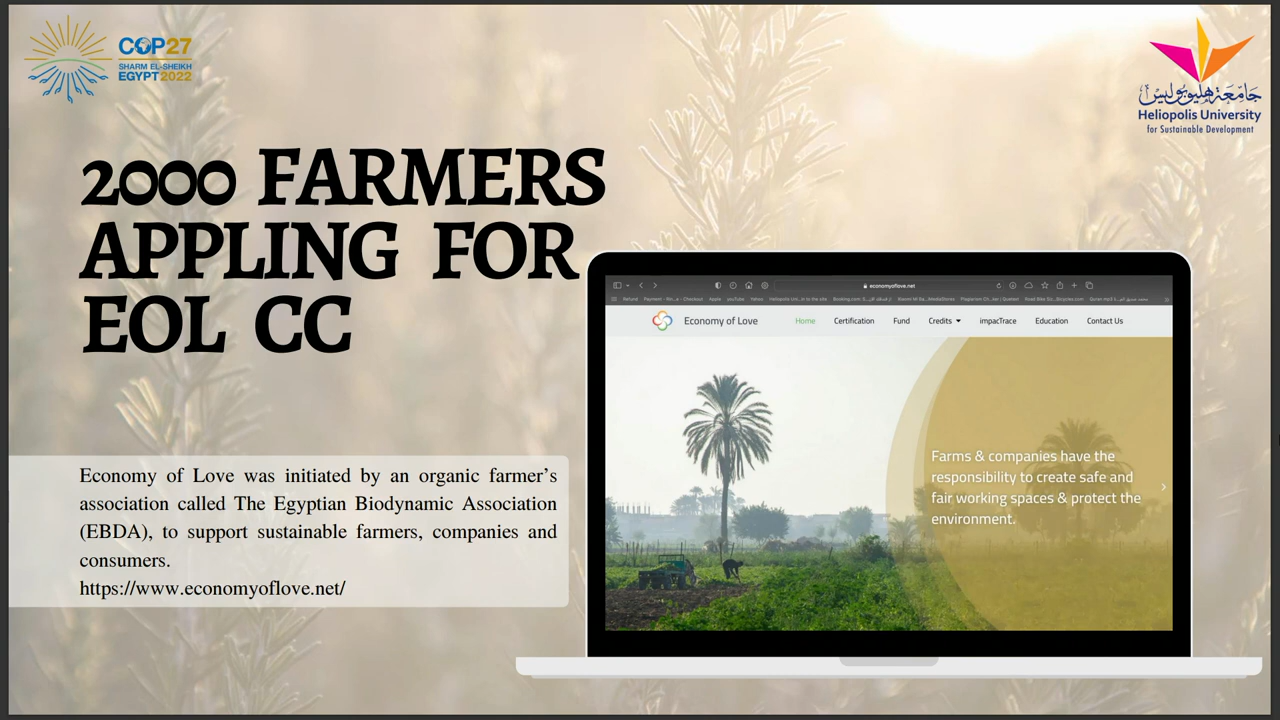 COP27
SHARM EL-SHEIKH
EGYPT2022
جامعة هليوبوليس
Heliopolis University
for Sustainable Development
2000 FARMERS
APPLING FOR
EOL CC
economyoflove.net
Economy of Love Home Certification Fund Credits impacTrace Education Contact Us
Farms & companies have the
responsibility to create safe and
fair working spaces & protect the
environment.
Economy of Love was initiated by an organic farmer’s
association called The Egyptian Biodynamic Association
(EBDA), to support sustainable farmers, companies and
consumers.
https://www.economyoflove.net/